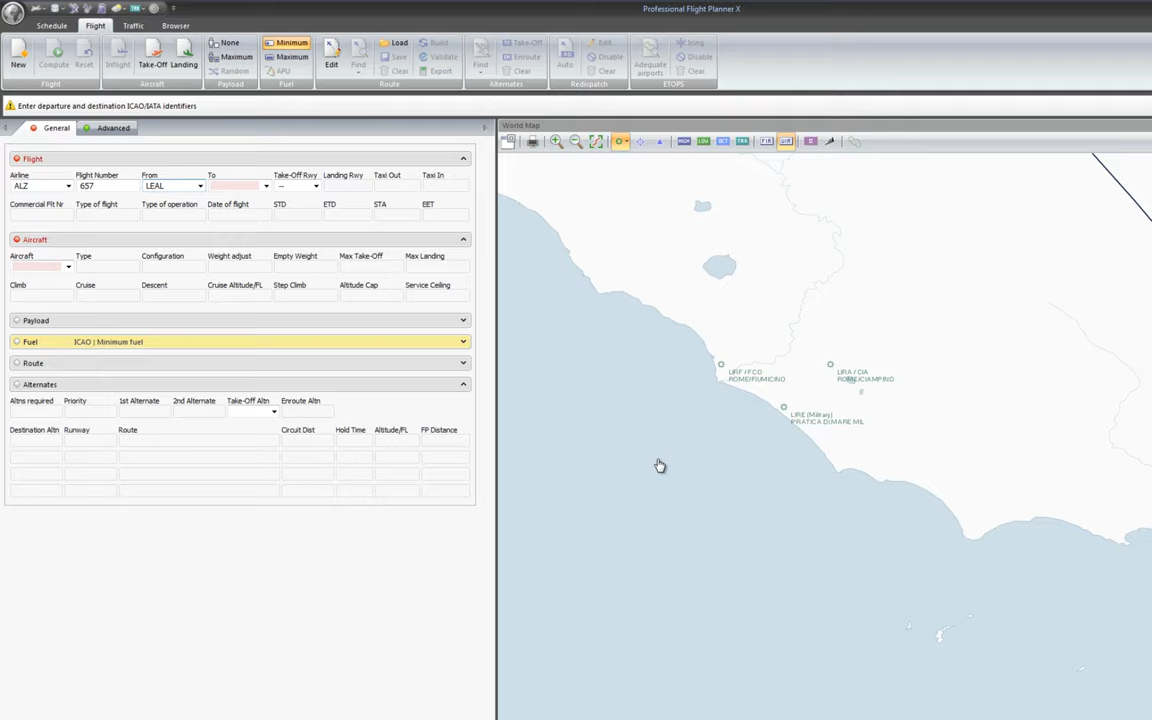 Professional Flight Planner X
Schedule Flight Traffic Browser
None Minimum Load Build Take-Off Edit Icing
Maximum Maximum Save Validate Enroute Disable Disable
New Compute Reset Inflight Take-Off Landing Random APU Edit Find Clear Export Find Clear Auto Clear Adequate airports Clear
Flight Aircraft Payload Fuel Route Alternates Redispatch ETOPS
Enter departure and destination ICAO/IATA identifiers
General Advanced
World Map
HIGH LOW OCT TRK FIR UIR
Flight
Airline Flight Number From To Take-Off Rwy Landing Rwy Taxi Out Taxi In
ALZ 657 LEAL --
Commercial Flt Nr Type of flight Type of operation Date of flight STD ETD STA EET
Aircraft
Aircraft Type Configuration Weight adjust Empty Weight Max Take-Off Max Landing
Climb Cruise Descent Cruise Altitude/FL Step Climb Altitude Cap Service Ceiling
Payload
Fuel ICAO | Minimum fuel
Route
Alternates
Altns required Priority 1st Alternate 2nd Alternate Take-Off Altn Enroute Altn
Destination Altn Runway Route Circuit Dist Hold Time Altitude/FL FP Distance
LIRF / FCO
ROME/FIUMICINO
LIRA / CIA
ROME/CIAMPINO
LIRE (Military)
PRATICA DI MARE MIL